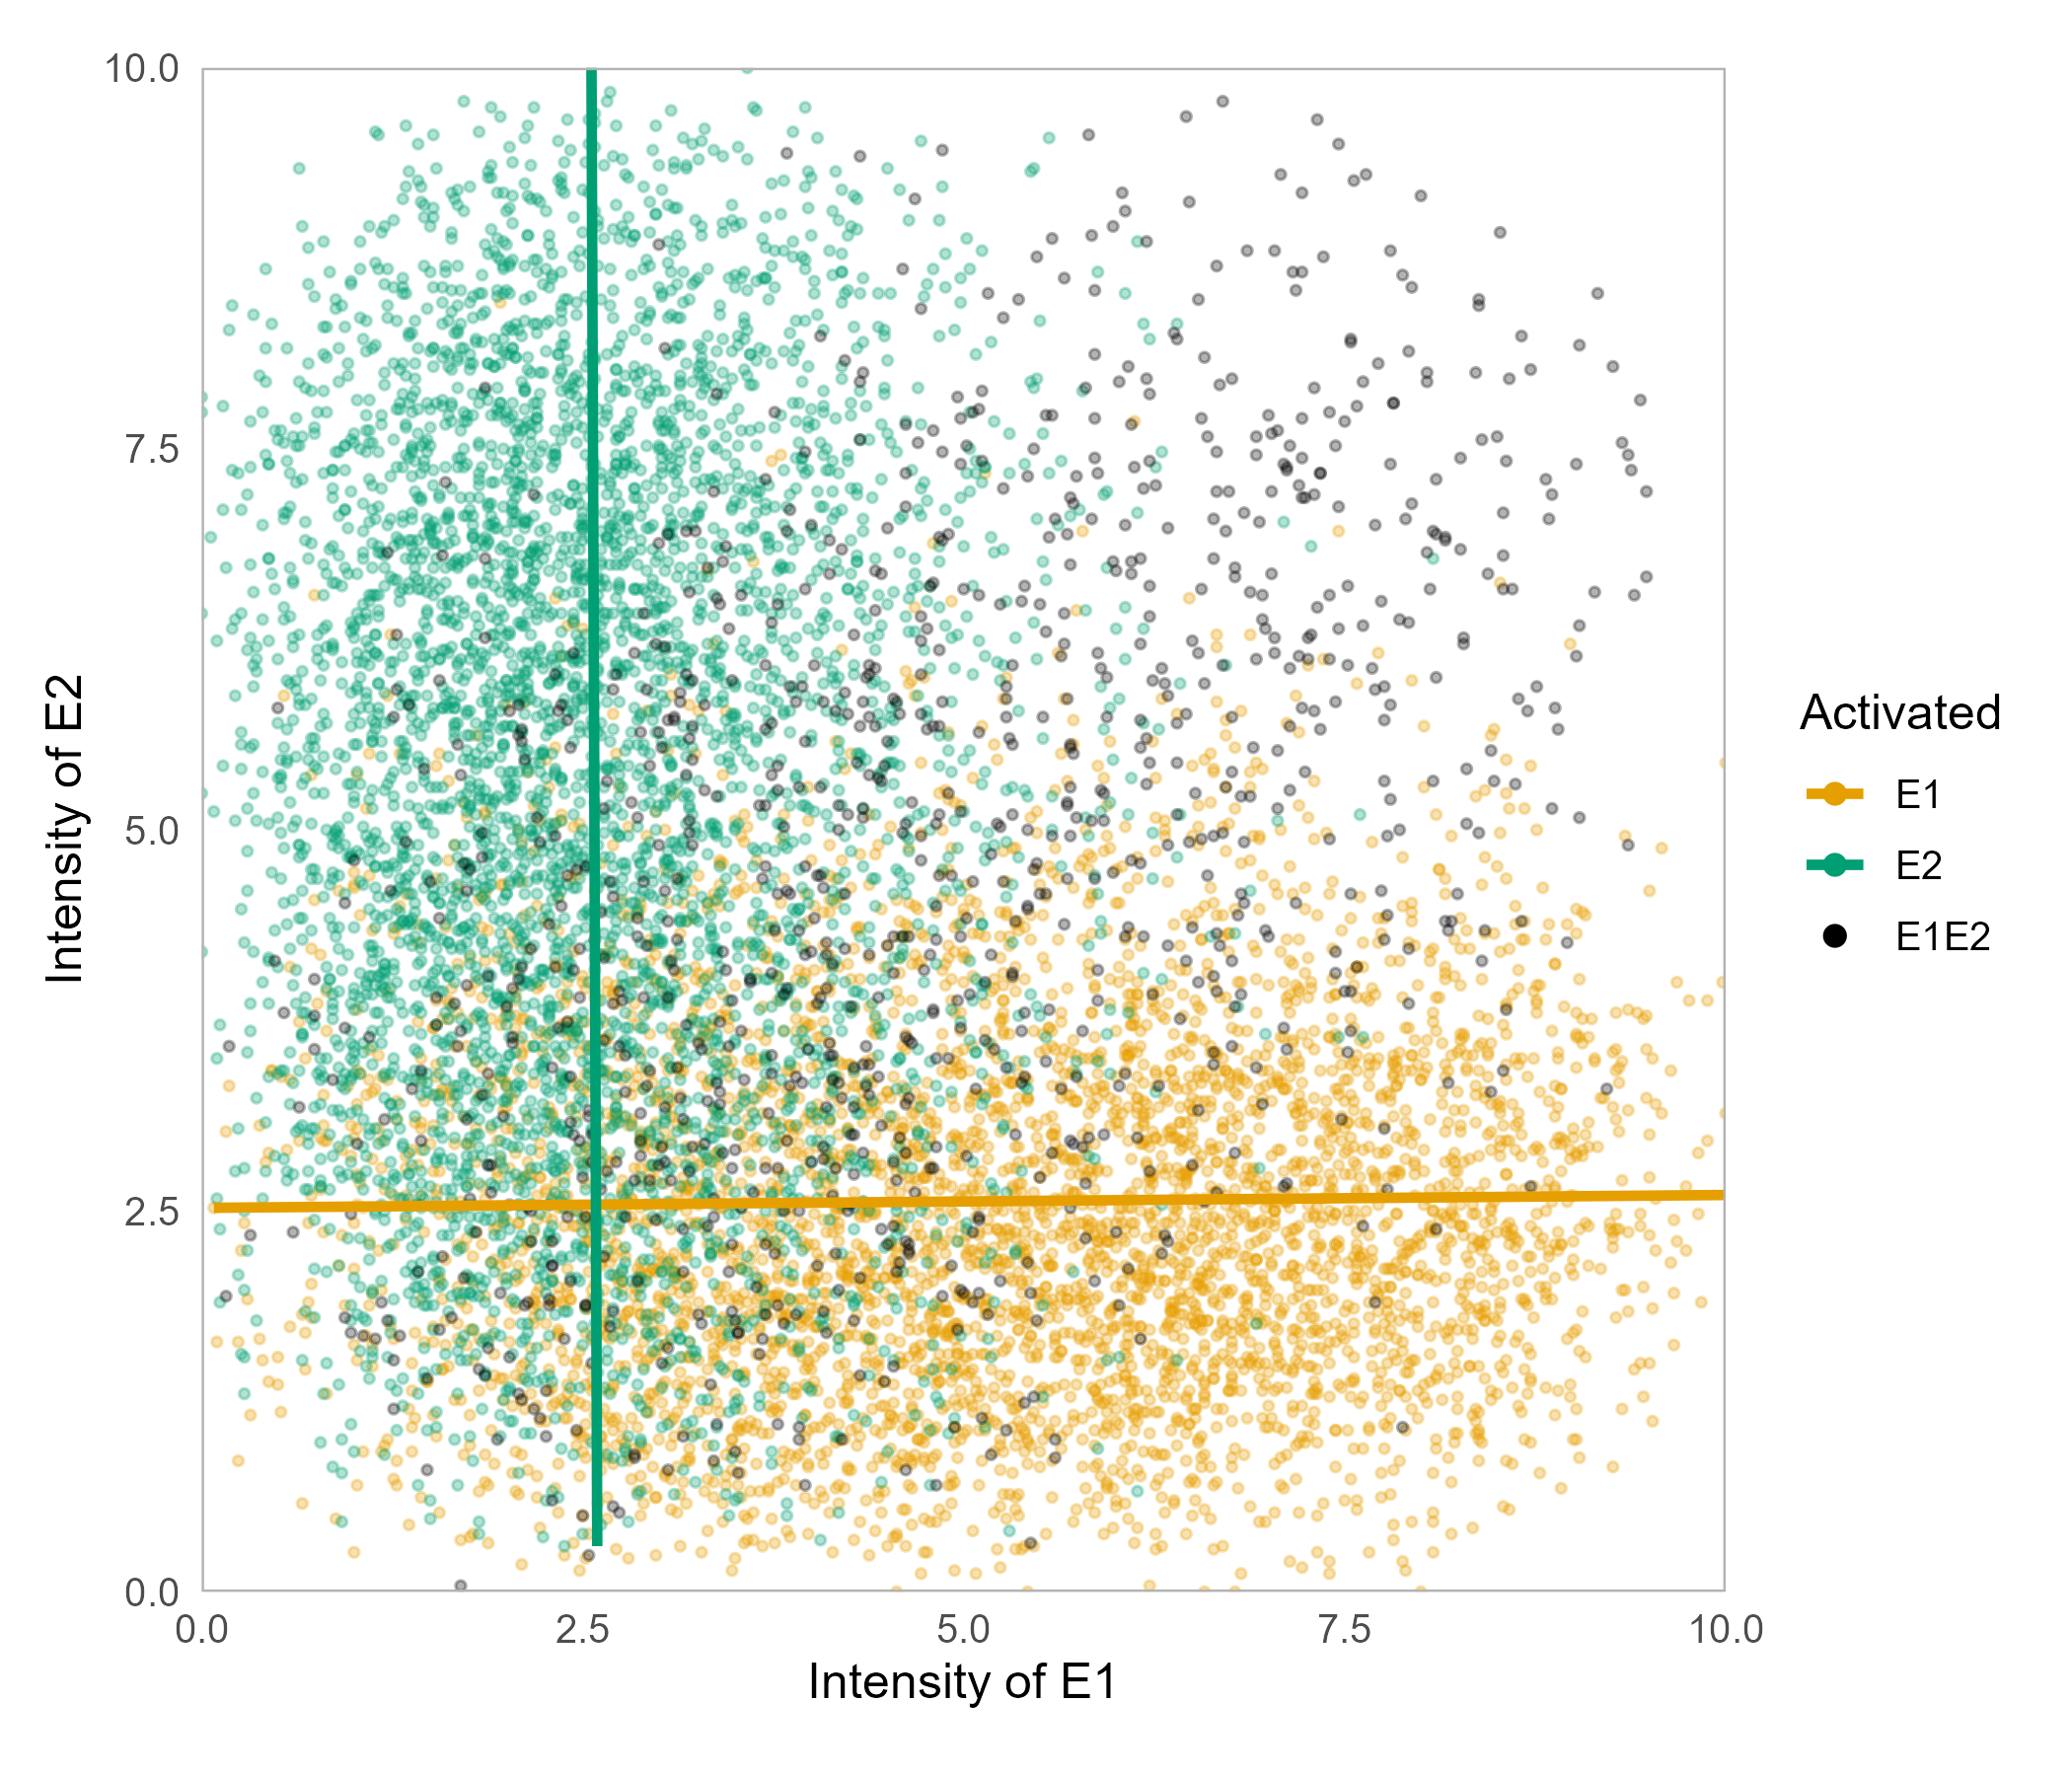 10.0
7.5
5.0
2.5
0.0
Intensity of E2
0.0 2.5 5.0 7.5 10.0
Intensity of E1
Activated
E1
E2
E1E2